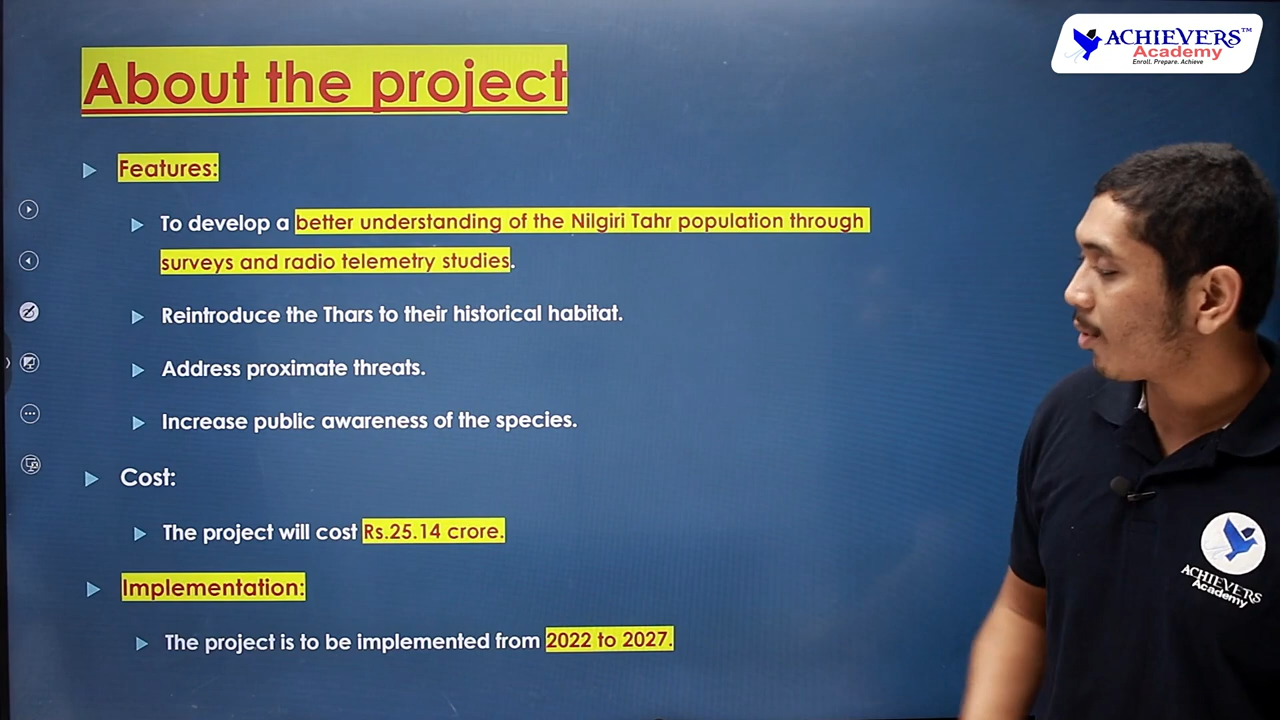 ACHIEVERS™
Academy
Enroll. Prepare. Achieve
About the project
Features:
To develop a better understanding of the Nilgiri Tahr population through
surveys and radio telemetry studies.
Reintroduce the Thars to their historical habitat.
Address proximate threats.
Increase public awareness of the species.
Cost:
The project will cost Rs.25.14 crore.
Implementation:
The project is to be implemented from 2022 to 2027.
ACHIEVERS
Academy